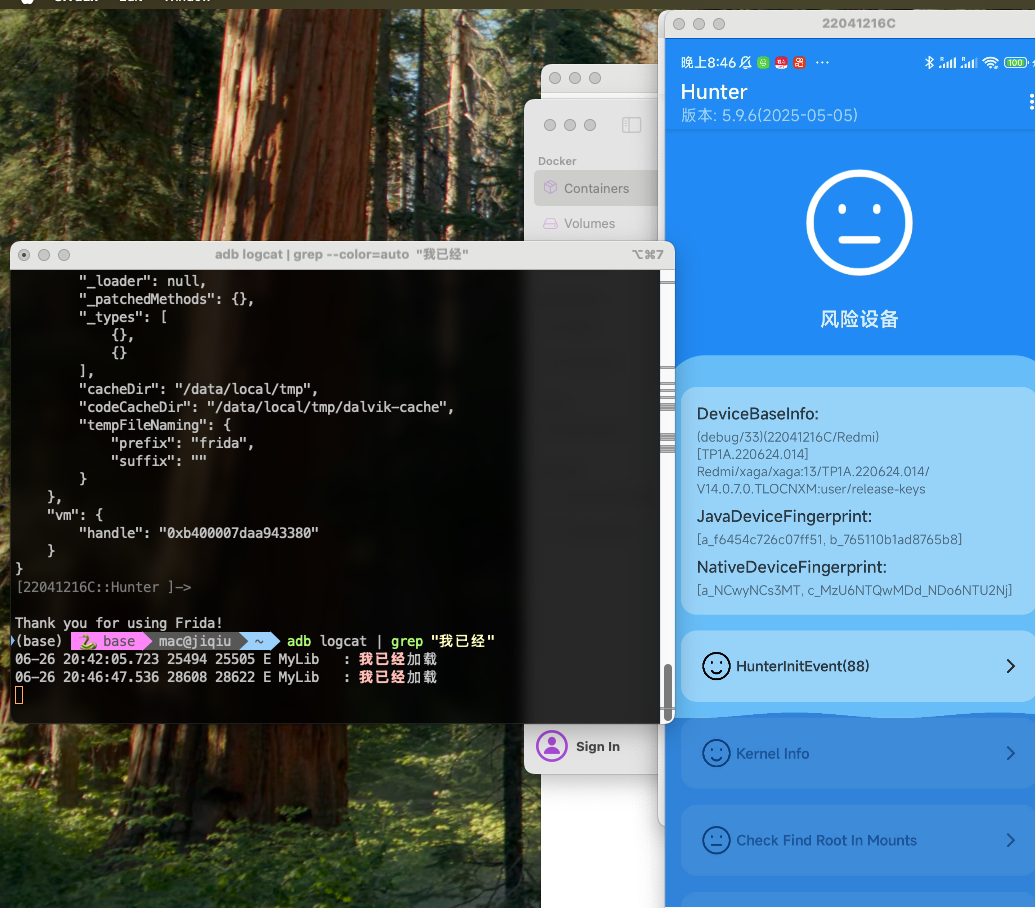 22041216C
晚上8:46
100
Hunter
版本: 5.9.6(2025-05-05)
风险设备
DeviceBaseInfo:
(debug/33)(22041216C/Redmi)
[TP1A.220624.014]
Redmi/xaga/xaga:13/TP1A.220624.014/
V14.0.7.0.TLOCNXM:user/release-keys
JavaDeviceFingerprint:
[a_f6454c726c07ff51, b_765110b1ad8765b8]
NativeDeviceFingerprint:
[a_NCwyNCs3MT, c_MzU6NTQwMDd_NDo6NTU2Nj]
HunterInitEvent(88)
Kernel Info
Check Find Root In Mounts
Docker
Containers
Volumes
Sign In
adb logcat | grep --color=auto "我已经"
⌥⌘7
"_loader": null,
"_patchedMethods": {},
"_types": [
{},
{}
],
"cacheDir": "/data/local/tmp",
"codeCacheDir": "/data/local/tmp/dalvik-cache",
"tempFileNaming": {
"prefix": "frida",
"suffix": ""
}
},
"vm": {
"handle": "0xb400007daa943380"
}
}
[22041216C::Hunter ]->
Thank you for using Frida!
(base) base mac@jiqiu ~ adb logcat | grep "我已经"
06-26 20:42:05.723 25494 25505 E MyLib : 我已经加载
06-26 20:46:47.536 28608 28622 E MyLib : 我已经加载